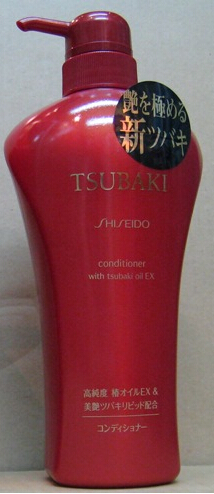 艶を極める
新ツバキ
TSUBAKI
SHISEIDO
conditioner
with tsubaki oil EX
高純度 椿オイルEX &
美艶ツバキリピッド配合
コンディショナー